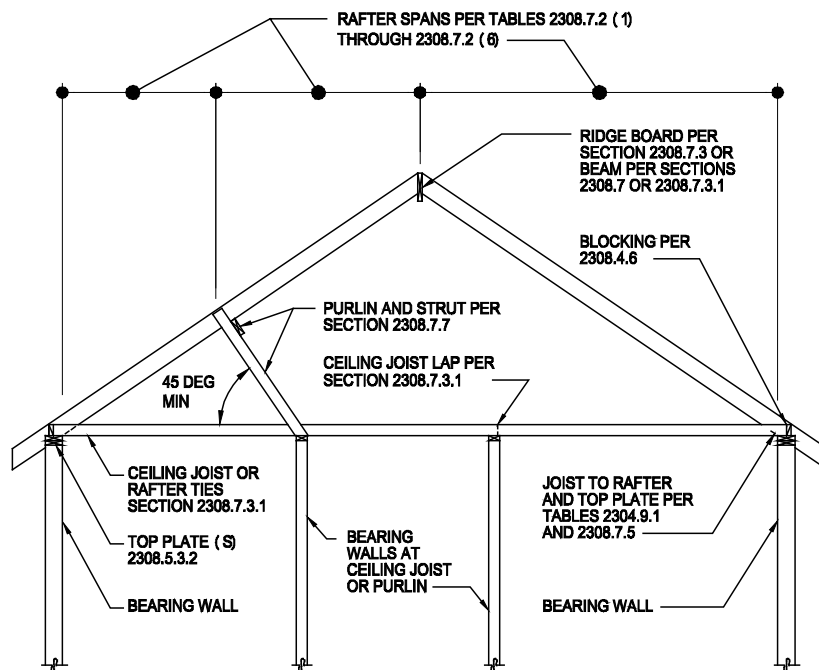 RAFTER SPANS PER TABLES 2308.7.2 ( 1)
THROUGH 2308.7.2 ( 6)
RIDGE BOARD PER
SECTION 2308.7.3 OR
BEAM PER SECTIONS
2308.7 OR 2308.7.3.1
BLOCKING PER
2308.4.6
PURLIN AND STRUT PER
SECTION 2308.7.7
CEILING JOIST LAP PER
SECTION 2308.7.3.1
45 DEG
MIN
CEILING JOIST OR
RAFTER TIES
SECTION 2308.7.3.1
JOIST TO RAFTER
AND TOP PLATE PER
TABLES 2304.9.1
AND 2308.7.5
TOP PLATE ( S)
2308.5.3.2
BEARING
WALLS AT
CEILING JOIST
OR PURLIN
BEARING WALL
BEARING WALL